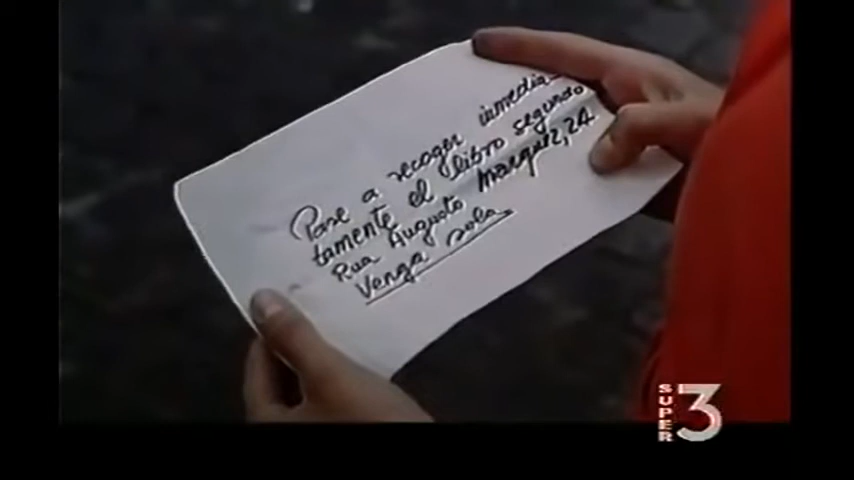 Pase a recoger inmedia-
tamente el libro segundo
Rua Augusto Marquez, 24
Venga sola
SUPER 3